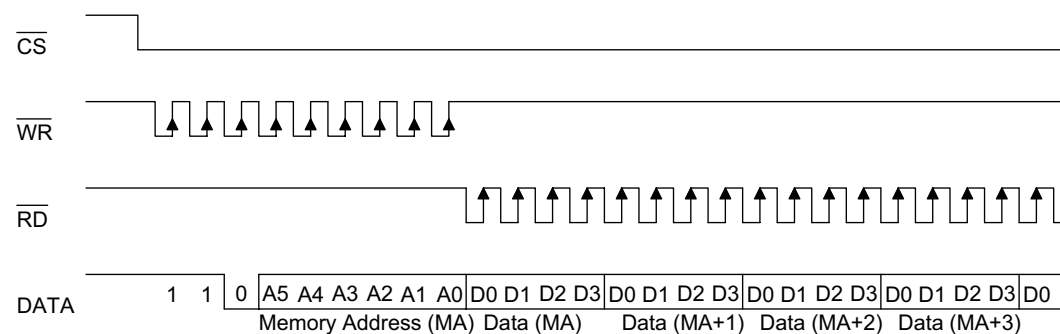 CS
WR
RD
DATA 1 1 0 A5 A4 A3 A2 A1 A0 D0 D1 D2 D3 D0 D1 D2 D3 D0 D1 D2 D3 D0 D1 D2 D3 D0
Memory Address (MA) Data (MA) Data (MA+1) Data (MA+2) Data (MA+3)